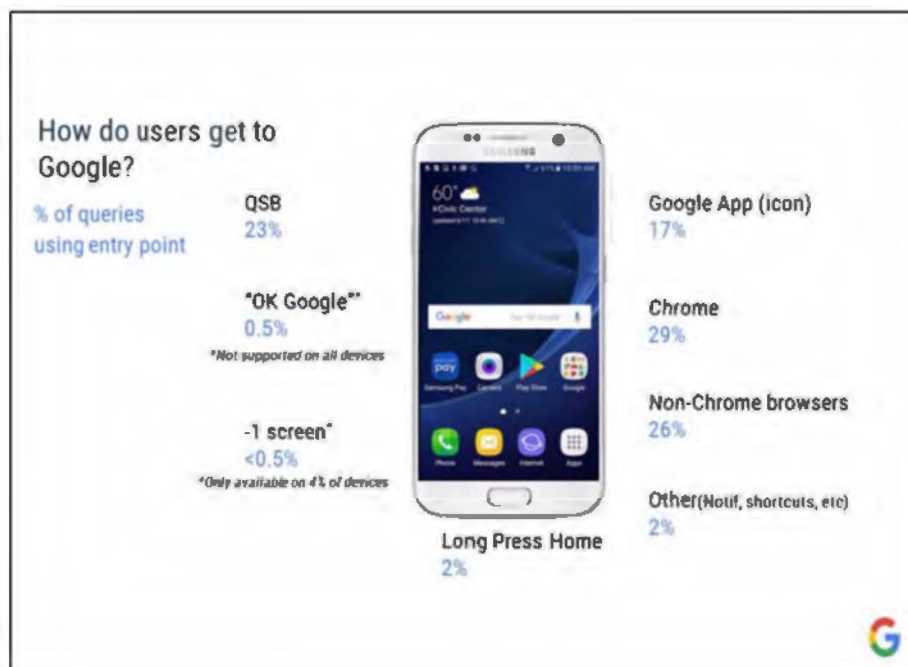 How do users get to
Google?
% of queries
using entry point
QSB
23%
"OK Google"*
0.5%
*Not supported on all devices
-1 screen*
<0.5%
*Only available on 4% of devices
SAMSUNG
60°
Civic Center
Google
pay
Samsung Pay
Camera
Play Store
Google
Phone
Messages
Internet
Apps
Long Press Home
2%
Google App (icon)
17%
Chrome
29%
Non-Chrome browsers
26%
Other(Notif, shortcuts, etc)
2%
G